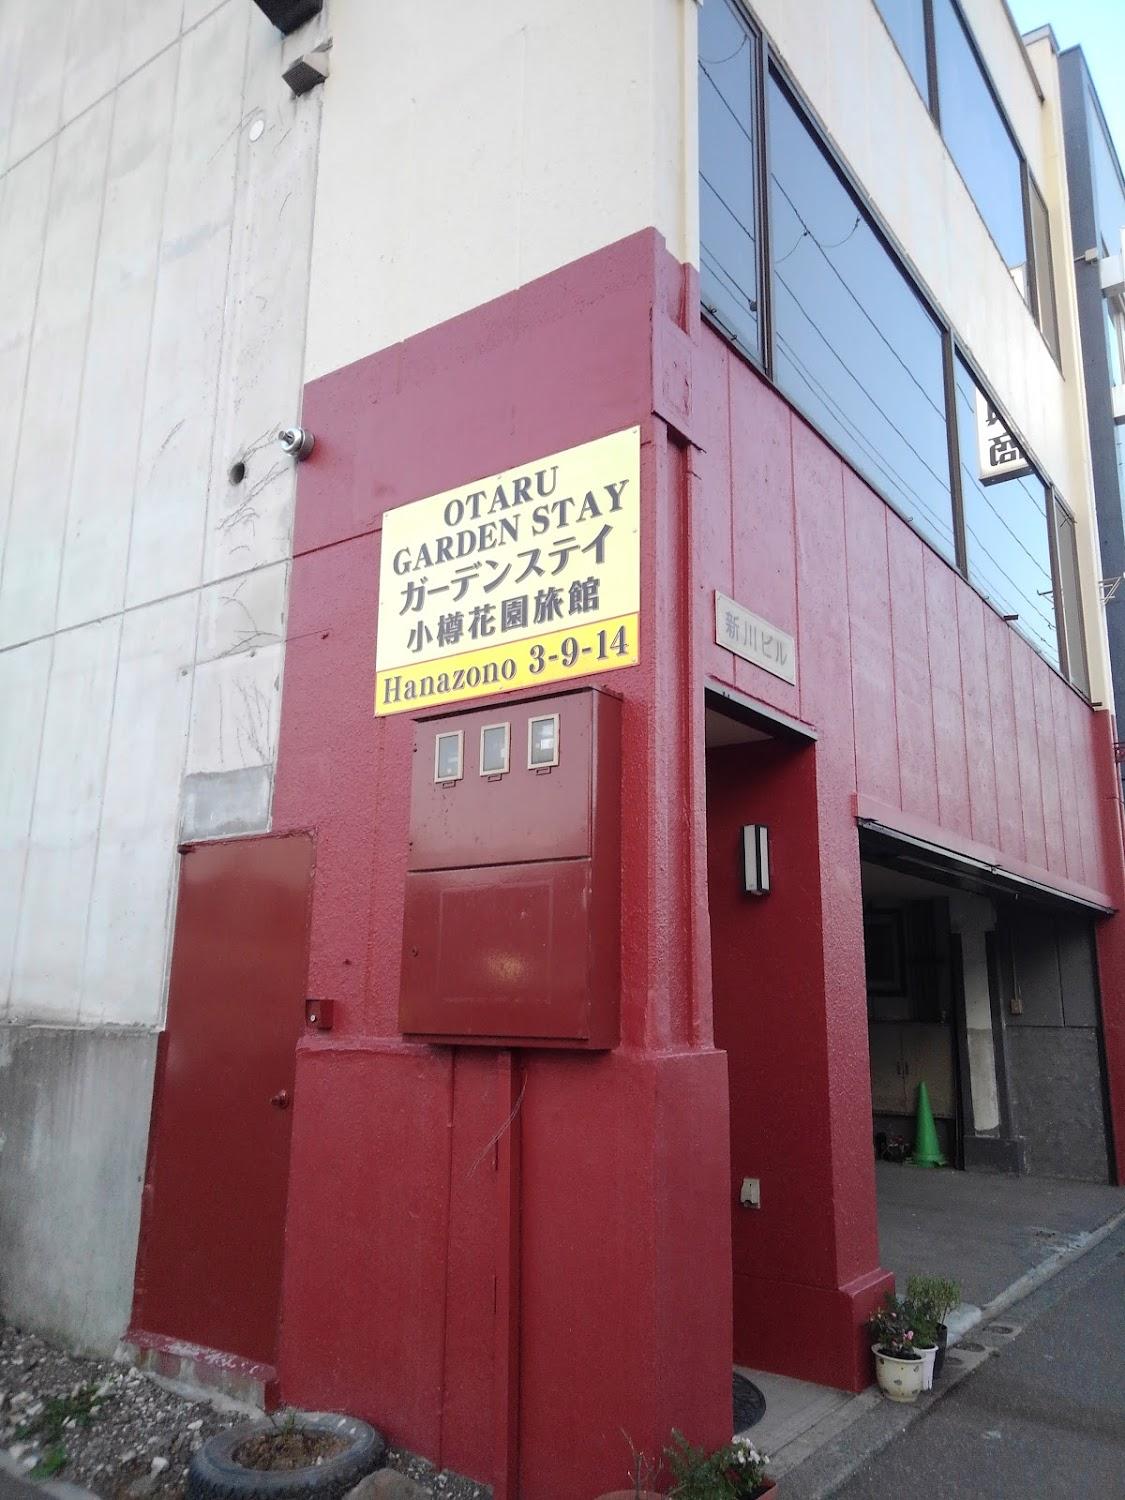 OTARU
GARDEN STAY
ガーデンステイ
小樽花園旅館
Hanazono 3-9-14
新川ビル